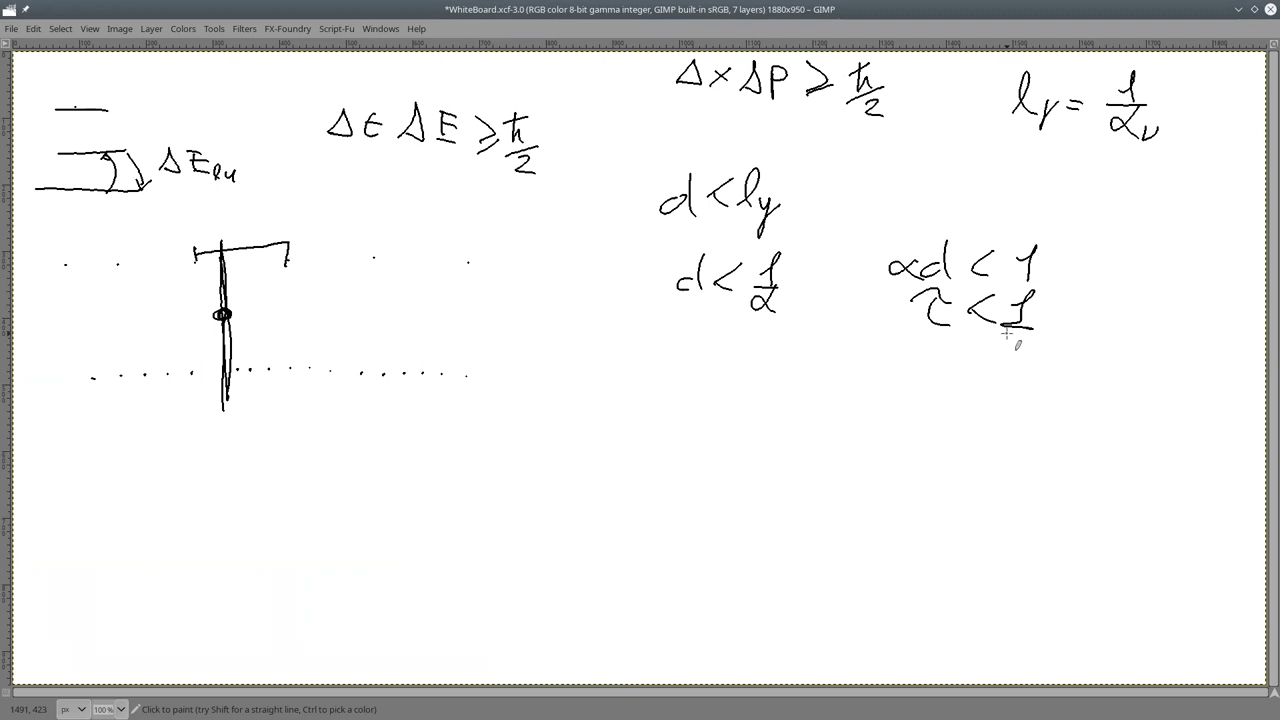 *WhiteBoard.xcf-3.0 (RGB color 8-bit gamma integer, GIMP built-in sRGB, 7 layers) 1880x950 – GIMP
File Edit Select View Image Layer Colors Tools Filters FX-Foundry Script-Fu Windows Help
Δx ΔP ≥ ħ/2
l_γ = 1/α_ν
Δt ΔE ≥ ħ/2
ΔE_lu
d < l_γ
d < 1/α
αd < 1
τ < 1
1491, 423 px 100% Click to paint (try Shift for a straight line, Ctrl to pick a color)